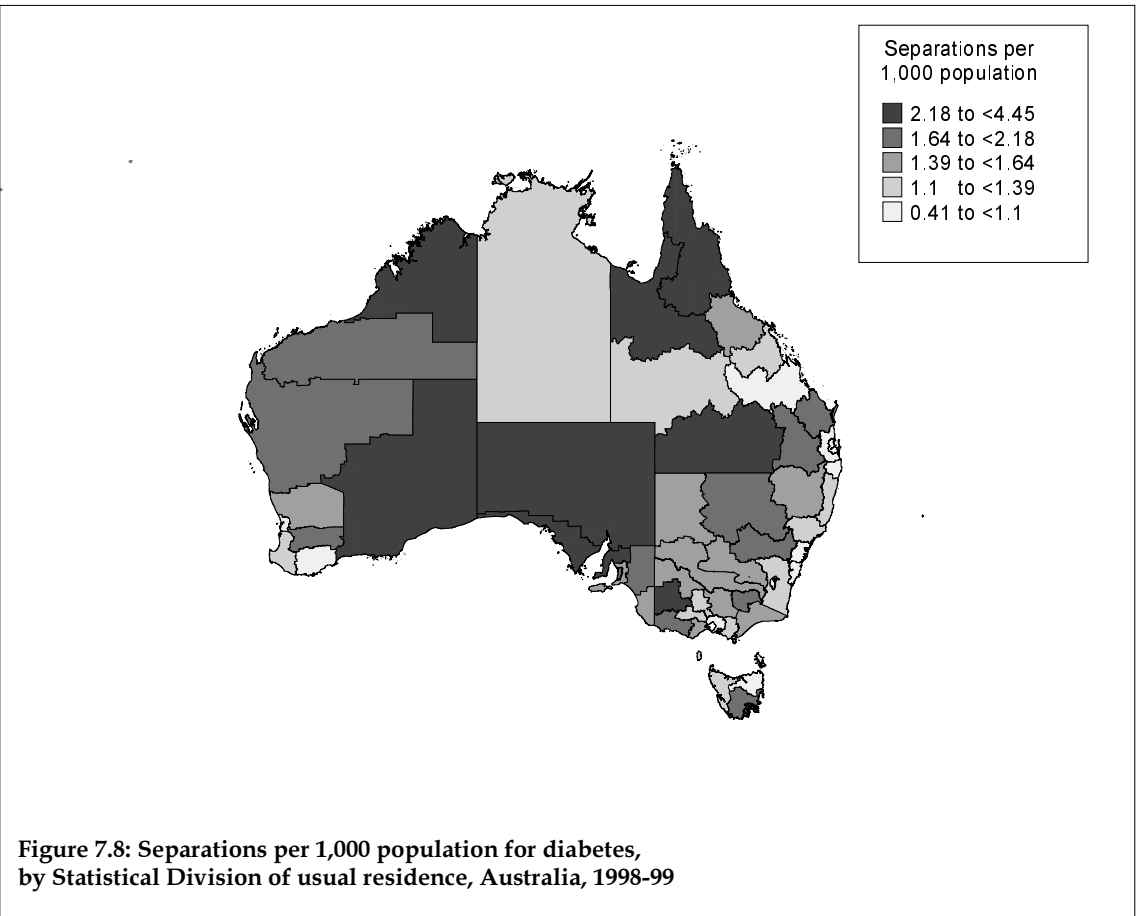 Separations per
1,000 population
2.18 to <4.45
1.64 to <2.18
1.39 to <1.64
1.1 to <1.39
0.41 to <1.1
Figure 7.8: Separations per 1,000 population for diabetes,
by Statistical Division of usual residence, Australia, 1998-99